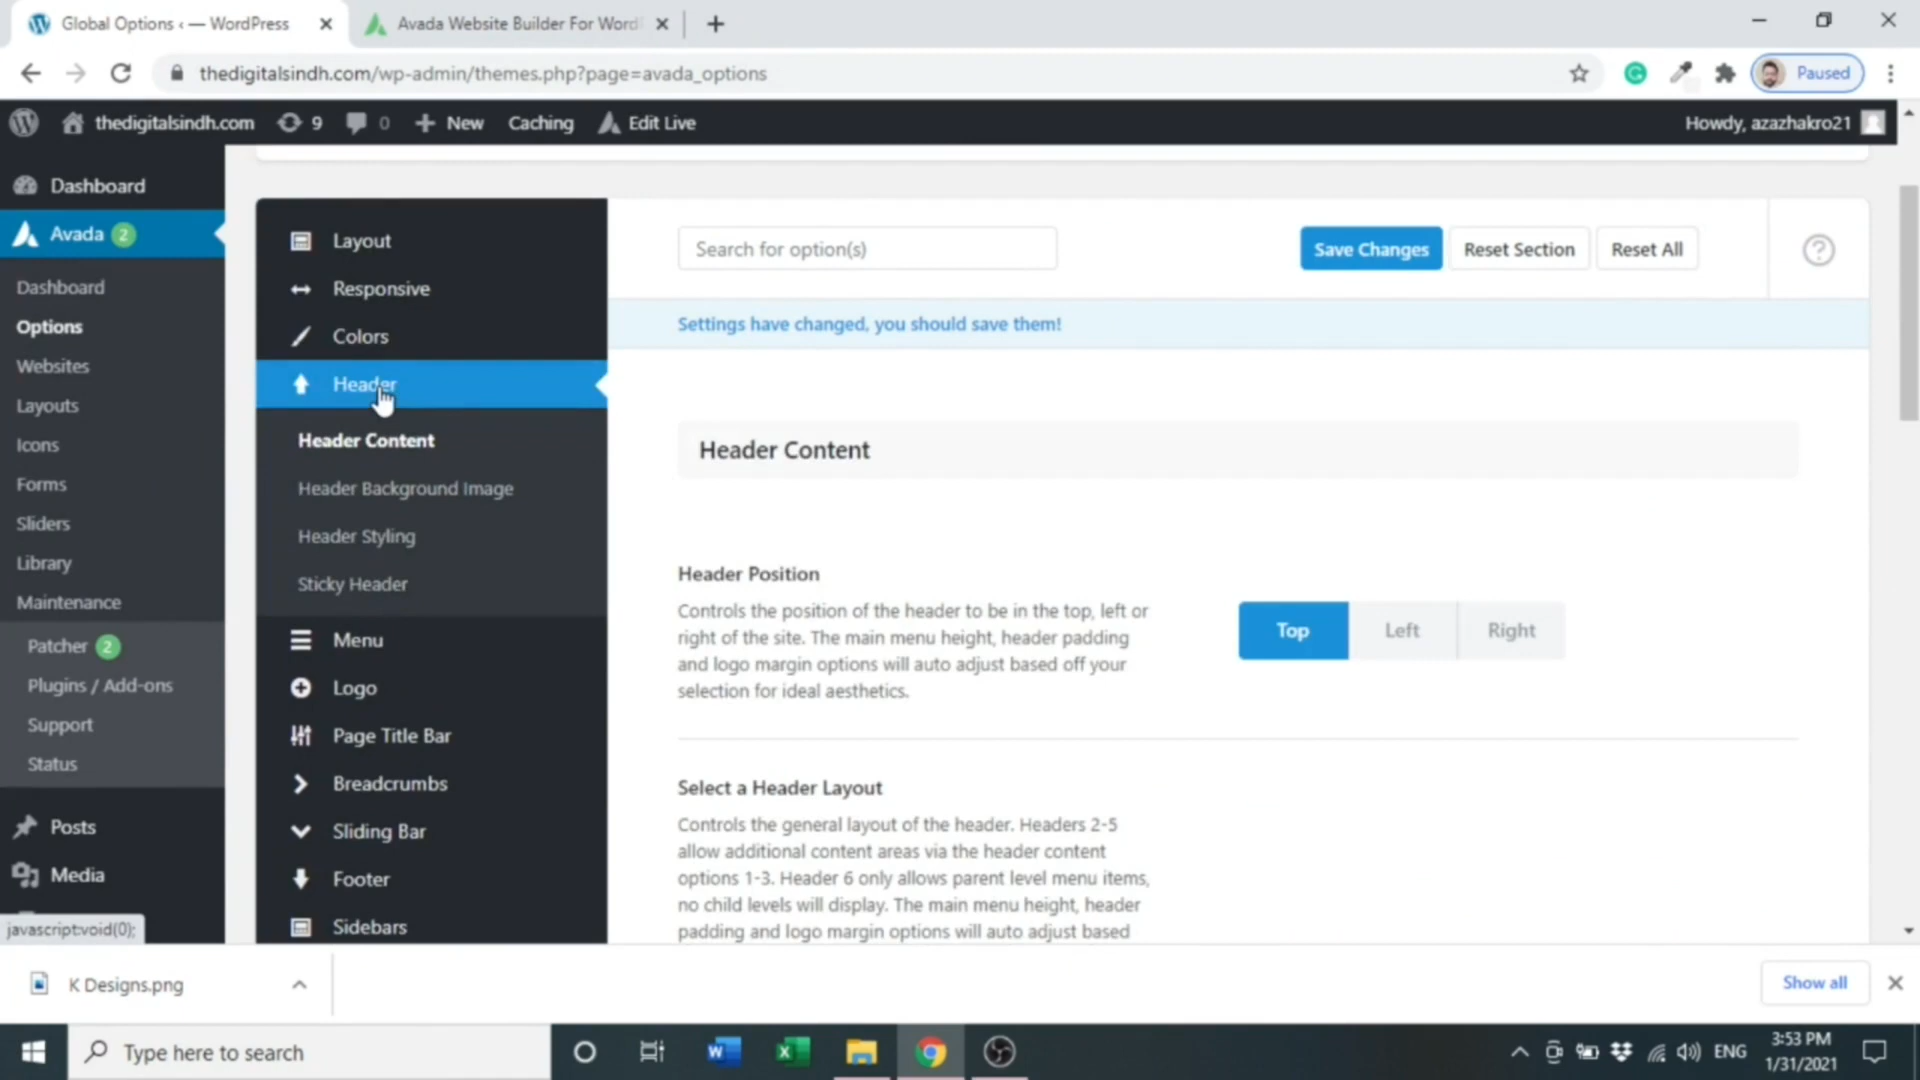 Global Options ‹ — WordPress
Avada Website Builder For Word
thedigitalsindh.com/wp-admin/themes.php?page=avada_options
Paused
thedigitalsindh.com
9
0
New
Caching
Edit Live
Howdy, azazhakro21
Dashboard
Avada 2
Dashboard
Options
Websites
Layouts
Icons
Forms
Sliders
Library
Maintenance
Patcher 2
Plugins / Add-ons
Support
Status
Posts
Media
javascript:void(0);
Layout
Responsive
Colors
Header
Header Content
Header Background Image
Header Styling
Sticky Header
Menu
Logo
Page Title Bar
Breadcrumbs
Sliding Bar
Footer
Sidebars
Search for option(s)
Save Changes
Reset Section
Reset All
Settings have changed, you should save them!
Header Content
Header Position
Controls the position of the header to be in the top, left or
right of the site. The main menu height, header padding
and logo margin options will auto adjust based off your
selection for ideal aesthetics.
Top
Left
Right
Select a Header Layout
Controls the general layout of the header. Headers 2-5
allow additional content areas via the header content
options 1-3. Header 6 only allows parent level menu items,
no child levels will display. The main menu height, header
padding and logo margin options will auto adjust based
K Designs.png
Show all
Type here to search
ENG
3:53 PM
1/31/2021